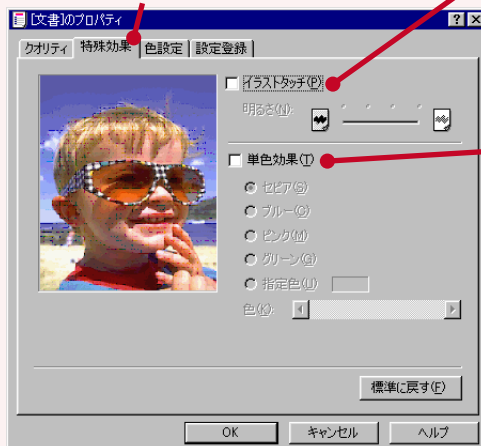 [文書]のプロパティ
クオリティ 特殊効果 色設定 設定登録
イラストタッチ(P)
明るさ(N):
単色効果(T)
セピア(S)
ブルー(C)
ピンク(M)
グリーン(G)
指定色(U)
色(K):
標準に戻す(F)
OK キャンセル ヘルプ